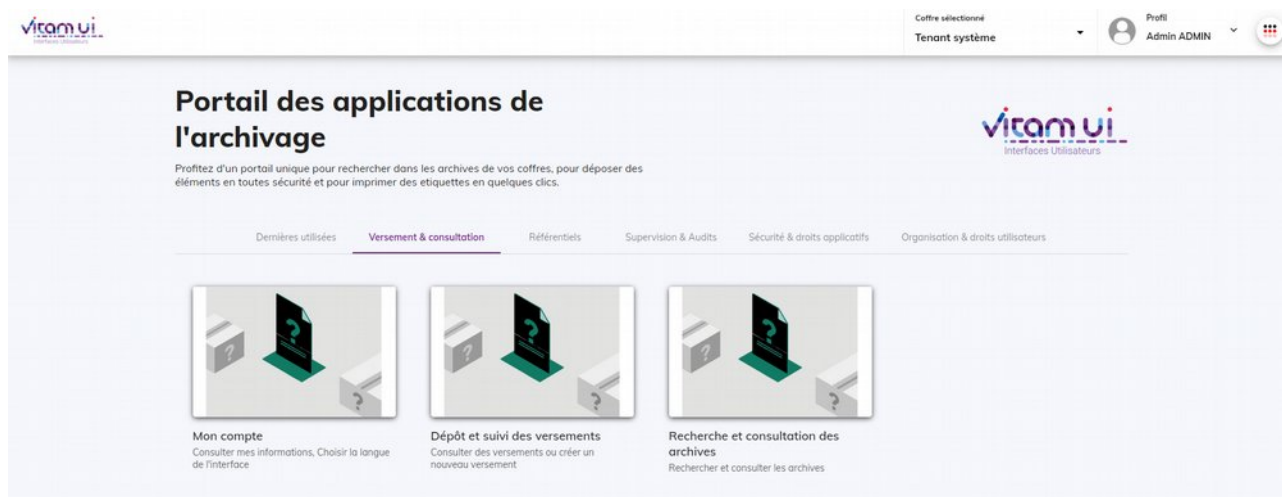 vitam ui
Interfaces Utilisateurs
Coffre sélectionné
Tenant système
Profil
Admin ADMIN
Portail des applications de
l'archivage
vitam ui
Interfaces Utilisateurs
Profitez d'un portail unique pour rechercher dans les archives de vos coffres, pour déposer des
éléments en toutes sécurité et pour imprimer des etiquettes en quelques clics.
Dernières utilisées
Versement & consultation
Référentiels
Supervision & Audits
Sécurité & droits applicatifs
Organisation & droits utilisateurs
?
?
?
?
?
?
?
?
?
Mon compte
Consulter mes informations, Choisir la langue
de l'interface
Dépôt et suivi des versements
Consulter des versements ou créer un
nouveau versement
Recherche et consultation des
archives
Rechercher et consulter les archives